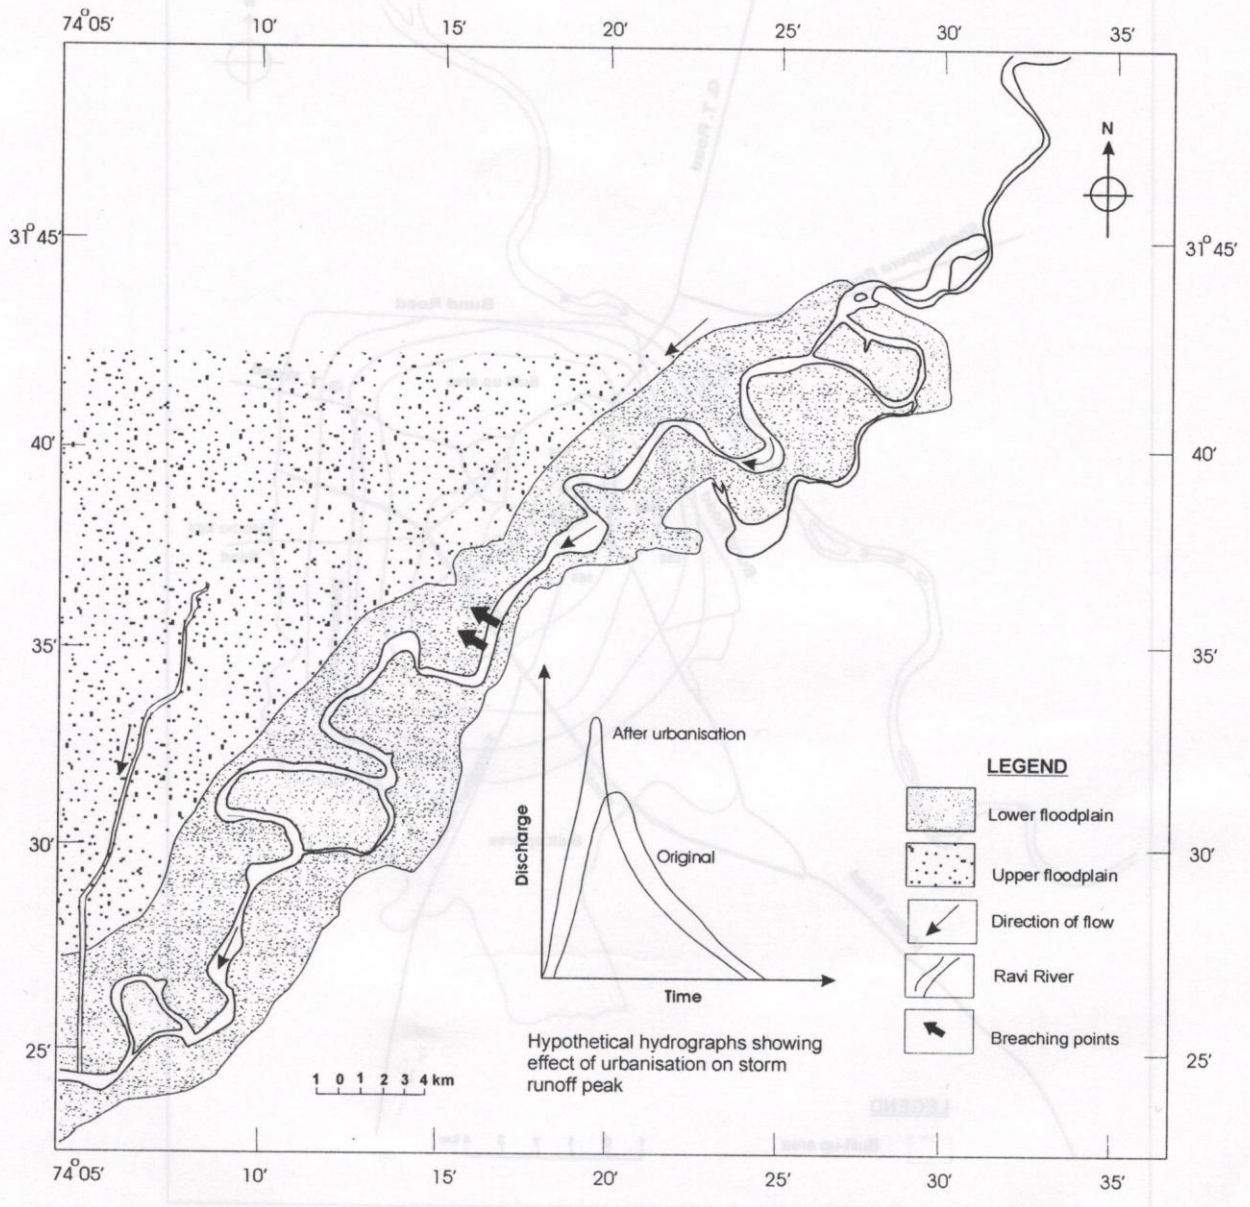 74°05′ 10′ 15′ 20′ 25′ 30′ 35′
N
31°45′ 31°45′
40′ 40′
35′ 35′
After urbanisation
LEGEND
Discharge
Lower floodplain
30′ 30′
Original
Upper floodplain
Direction of flow
Ravi River
Time
Breaching points
25′ 25′
Hypothetical hydrographs showing
effect of urbanisation on storm
runoff peak
1 0 1 2 3 4 km
74°05′ 10′ 15′ 20′ 25′ 30′ 35′